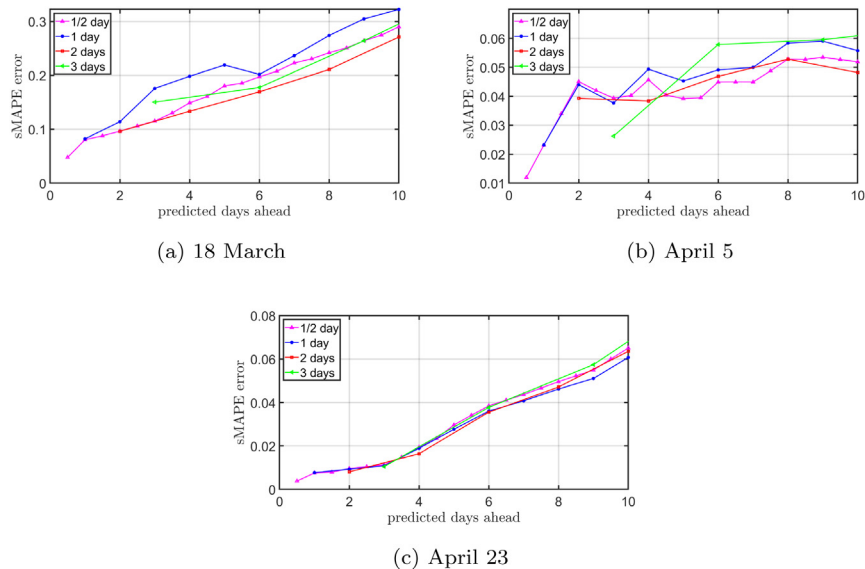 0.3
0.2
0.1
0
sMAPE error
1/2 day
1 day
2 days
3 days
0 2 4 6 8 10
predicted days ahead
(a) 18 March
0.06
0.05
0.04
0.03
0.02
0.01
sMAPE error
1/2 day
1 day
2 days
3 days
0 2 4 6 8 10
predicted days ahead
(b) April 5
0.08
0.06
0.04
0.02
0
sMAPE error
1/2 day
1 day
2 days
3 days
0 2 4 6 8 10
predicted days ahead
(c) April 23